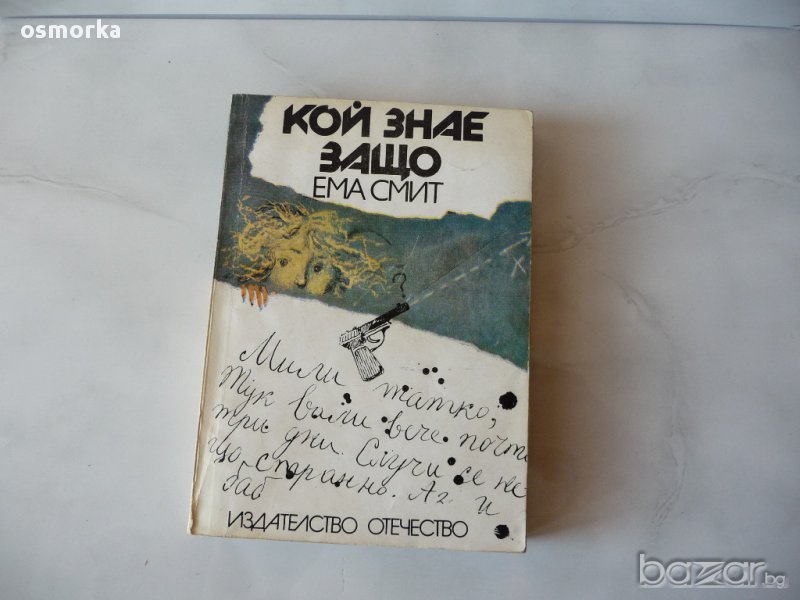 osmorka
КОЙ ЗНАЕ
ЗАЩО
ЕМА СМИТ
?
X
Мили татко,
тук вали вече почти
три дни. Случи се не
що странно. Аз и
баб
ИЗДАТЕЛСТВО ОТЕЧЕСТВО
bazar.bg